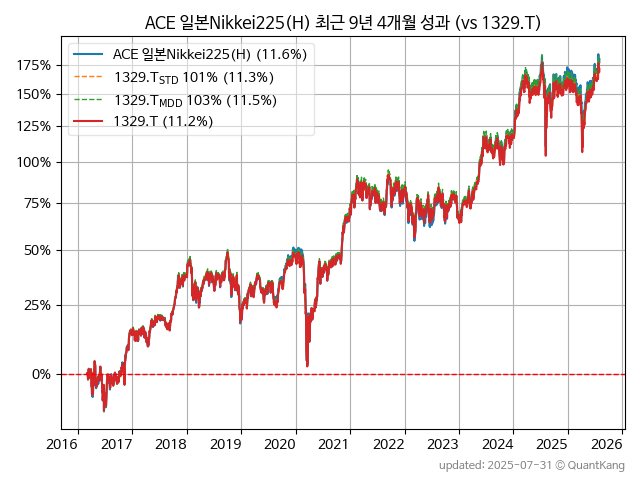 ACE 일본Nikkei225(H) 최근 9년 4개월 성과 (vs 1329.T)
ACE 일본Nikkei225(H) (11.6%)
1329.T_STD 101% (11.3%)
1329.T_MDD 103% (11.5%)
1329.T (11.2%)
175%
150%
125%
100%
75%
50%
25%
0%
2016 2017 2018 2019 2020 2021 2022 2023 2024 2025 2026
updated: 2025-07-31 © QuantKang